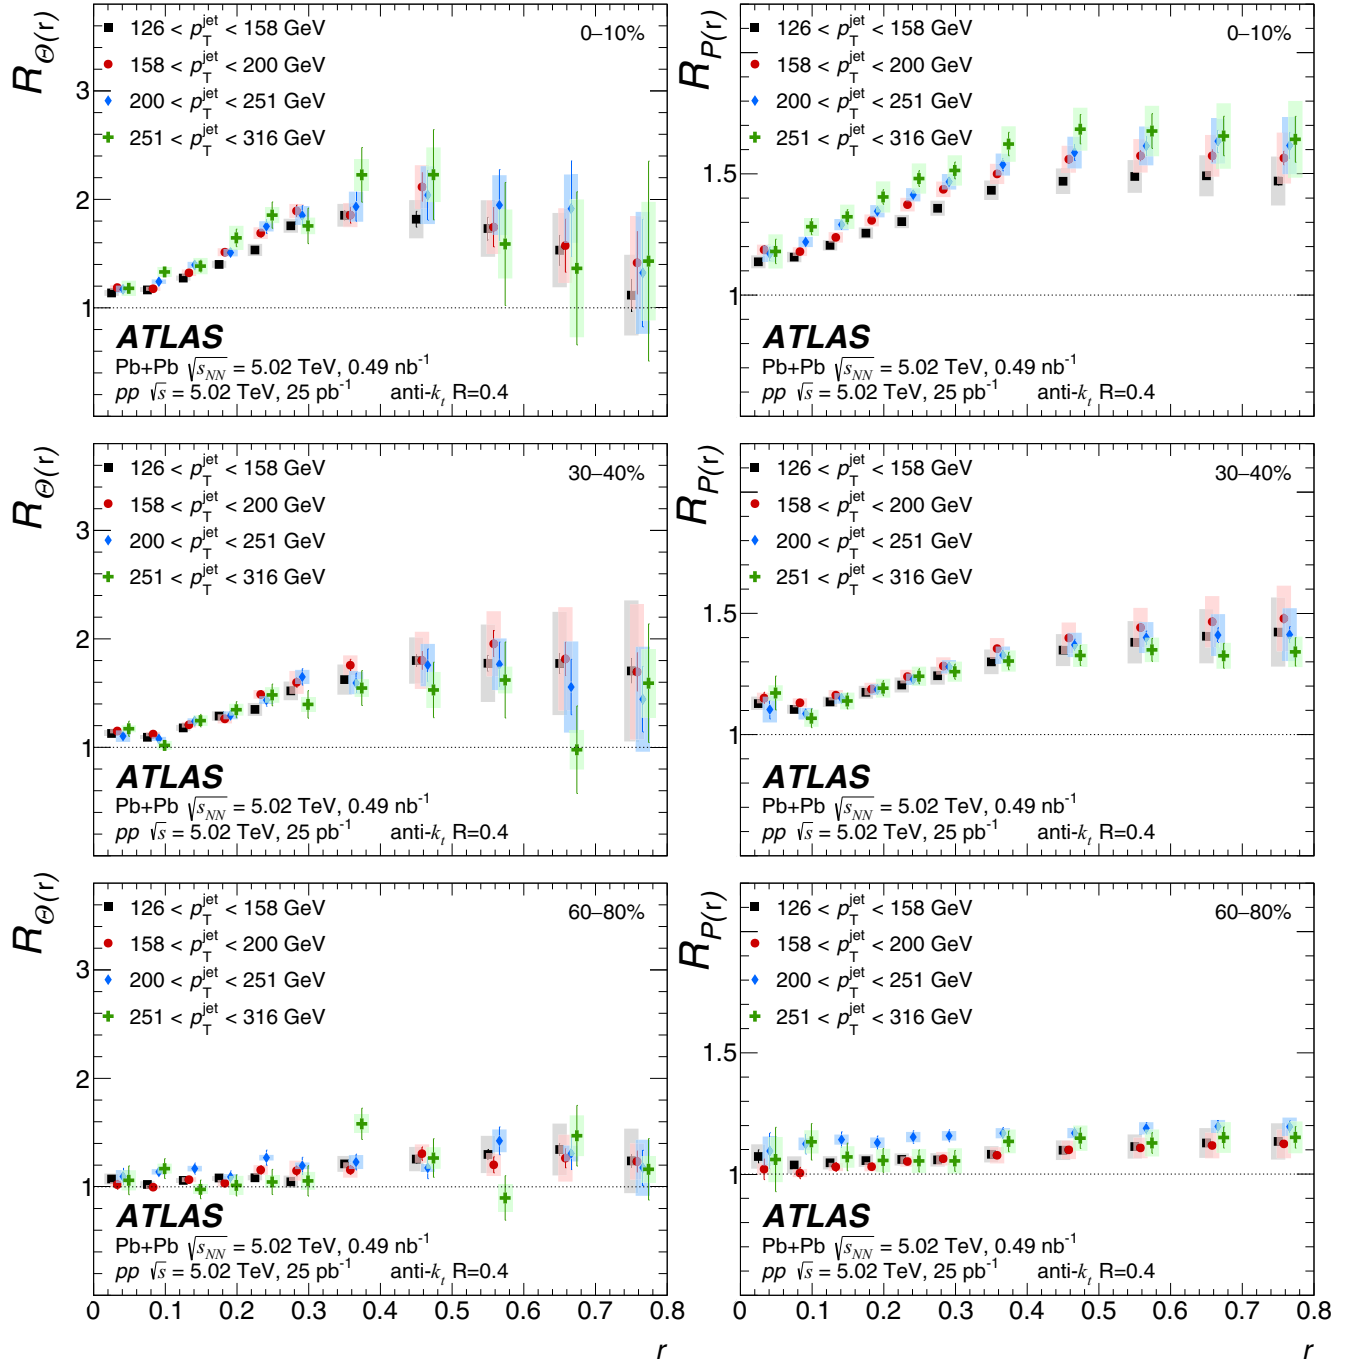 R_Θ(r)
126 < p_T^jet < 158 GeV
0–10%
158 < p_T^jet < 200 GeV
200 < p_T^jet < 251 GeV
251 < p_T^jet < 316 GeV
3
2
1
ATLAS
Pb+Pb √s_NN = 5.02 TeV, 0.49 nb^-1
pp √s = 5.02 TeV, 25 pb^-1 anti-k_t R=0.4
R_P(r)
126 < p_T^jet < 158 GeV
0–10%
158 < p_T^jet < 200 GeV
200 < p_T^jet < 251 GeV
251 < p_T^jet < 316 GeV
1.5
1
ATLAS
Pb+Pb √s_NN = 5.02 TeV, 0.49 nb^-1
pp √s = 5.02 TeV, 25 pb^-1 anti-k_t R=0.4
R_Θ(r)
126 < p_T^jet < 158 GeV
30–40%
158 < p_T^jet < 200 GeV
200 < p_T^jet < 251 GeV
251 < p_T^jet < 316 GeV
3
2
1
ATLAS
Pb+Pb √s_NN = 5.02 TeV, 0.49 nb^-1
pp √s = 5.02 TeV, 25 pb^-1 anti-k_t R=0.4
R_P(r)
126 < p_T^jet < 158 GeV
30–40%
158 < p_T^jet < 200 GeV
200 < p_T^jet < 251 GeV
251 < p_T^jet < 316 GeV
1.5
1
ATLAS
Pb+Pb √s_NN = 5.02 TeV, 0.49 nb^-1
pp √s = 5.02 TeV, 25 pb^-1 anti-k_t R=0.4
R_Θ(r)
126 < p_T^jet < 158 GeV
60–80%
158 < p_T^jet < 200 GeV
200 < p_T^jet < 251 GeV
251 < p_T^jet < 316 GeV
3
2
1
ATLAS
Pb+Pb √s_NN = 5.02 TeV, 0.49 nb^-1
pp √s = 5.02 TeV, 25 pb^-1 anti-k_t R=0.4
0 0.1 0.2 0.3 0.4 0.5 0.6 0.7 0.8
r
R_P(r)
126 < p_T^jet < 158 GeV
60–80%
158 < p_T^jet < 200 GeV
200 < p_T^jet < 251 GeV
251 < p_T^jet < 316 GeV
1.5
1
ATLAS
Pb+Pb √s_NN = 5.02 TeV, 0.49 nb^-1
pp √s = 5.02 TeV, 25 pb^-1 anti-k_t R=0.4
0 0.1 0.2 0.3 0.4 0.5 0.6 0.7 0.8
r